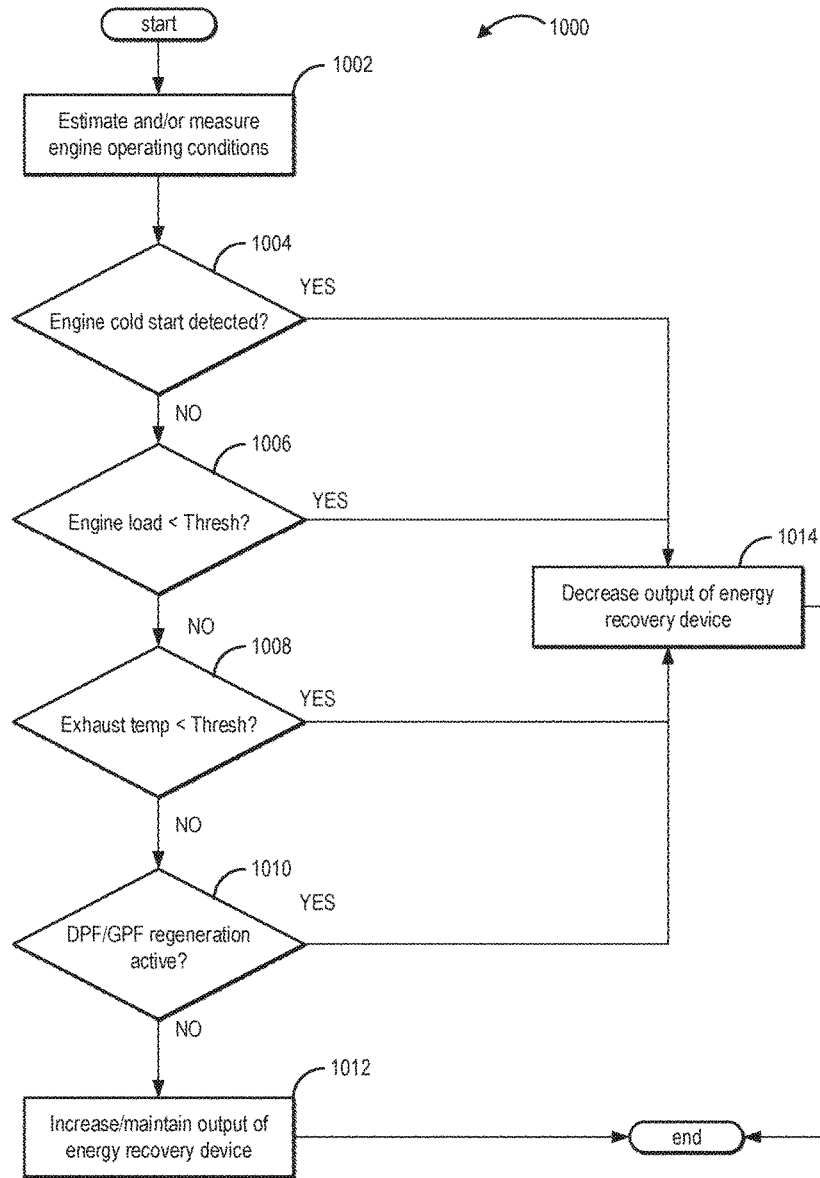 start
1000
1002
Estimate and/or measure
engine operating conditions
1004
YES
Engine cold start detected?
NO
1006
YES
Engine load < Thresh?
1014
Decrease output of energy
recovery device
NO
1008
YES
Exhaust temp < Thresh?
NO
1010
YES
DPF/GPF regeneration
active?
NO
1012
Increase/maintain output of
energy recovery device
end